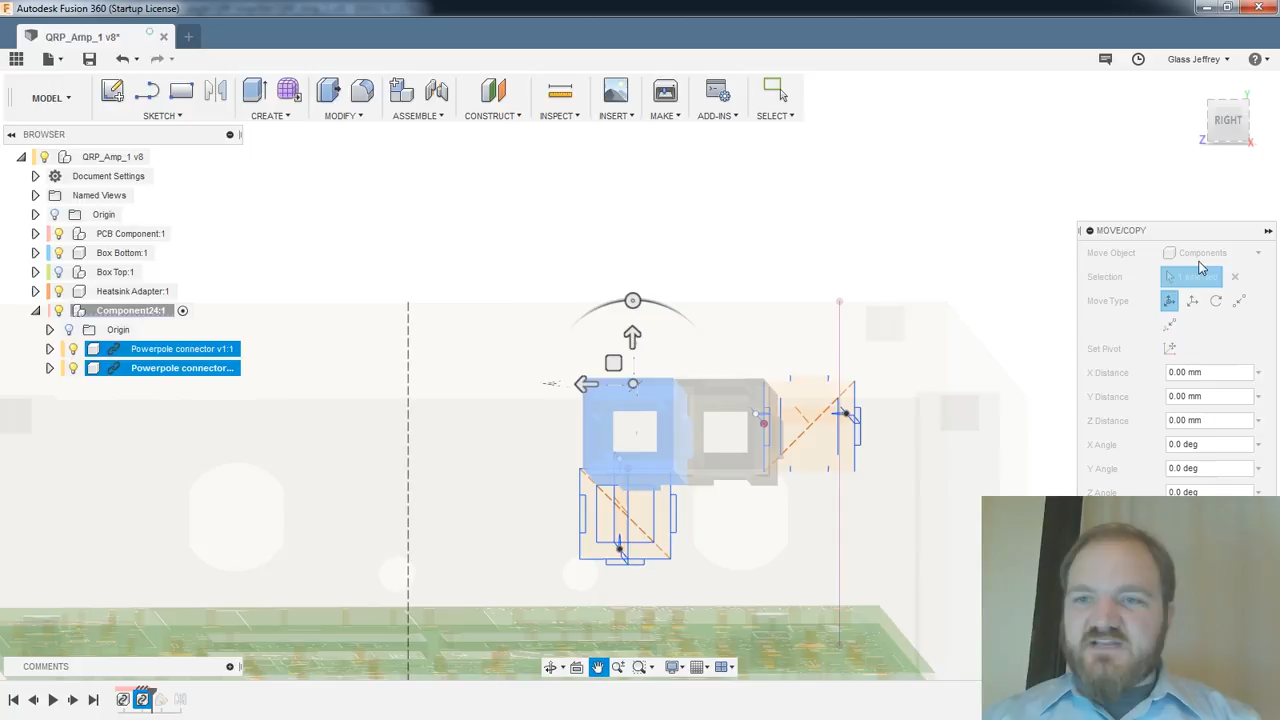 Autodesk Fusion 360 (Startup License)
QRP_Amp_1 v8*
Glass Jeffrey
MODEL
SKETCH
CREATE
MODIFY
ASSEMBLE
CONSTRUCT
INSPECT
INSERT
MAKE
ADD-INS
SELECT
BROWSER
QRP_Amp_1 v8
Document Settings
Named Views
Origin
PCB Component:1
Box Bottom:1
Box Top:1
Heatsink Adapter:1
Component24:1
Origin
Powerpole connector v1:1
Powerpole connector...
Y
RIGHT
Z
X
MOVE/COPY
Move Object
Components
Selection
Move Type
Set Pivot
X Distance
0.00 mm
Y Distance
0.00 mm
Z Distance
0.00 mm
X Angle
0.0 deg
Y Angle
0.0 deg
Z Angle
0.0 deg
COMMENTS